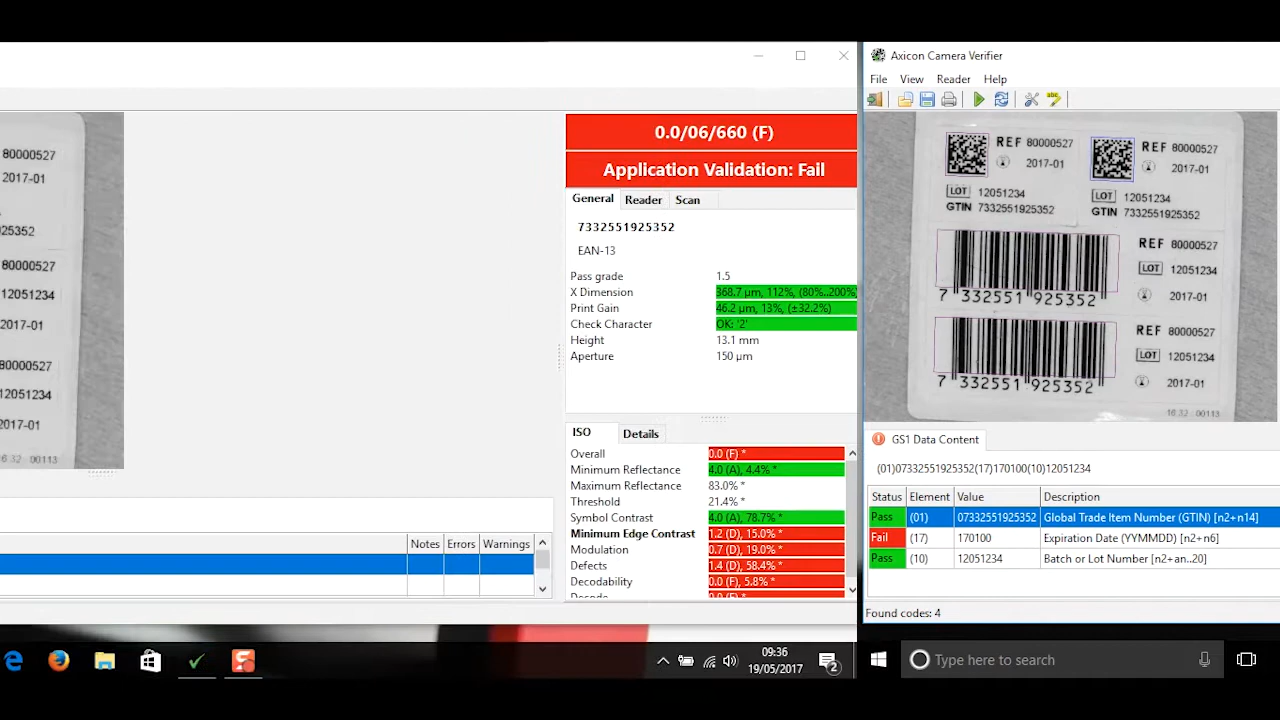 80000527
2017-01
80000527
12051234
2017-01
80000527
12051234
2017-01
16 32 00113
0.0/06/660 (F)
Application Validation: Fail
General Reader Scan
7332551925352
EAN-13
Pass grade 1.5
X Dimension 368.7 µm, 112%, (80%..200%)
Print Gain 46.2 µm, 13%, (±32.2%)
Check Character OK: '2'
Height 13.1 mm
Aperture 150 µm
ISO Details
Overall 0.0 (F) *
Minimum Reflectance 4.0 (A), 4.4% *
Maximum Reflectance 83.0% *
Threshold 21.4% *
Symbol Contrast 4.0 (A), 78.7% *
Minimum Edge Contrast 1.2 (D), 15.0% *
Modulation 0.7 (D), 19.0% *
Defects 1.4 (D), 58.4% *
Decodability 0.0 (F), 5.8% *
Decode 0.0 (F) *
Notes Errors Warnings
09:36
19/05/2017
2
Axicon Camera Verifier
File View Reader Help
REF 80000527
2017-01
LOT 12051234
GTIN 7332551925352
REF 80000527
2017-01
LOT 12051234
GTIN 7332551925352
REF 80000527
LOT 12051234
2017-01
7 332551 925352
REF 80000527
LOT 12051234
2017-01
7 332551 925352
16 32 00113
GS1 Data Content
(01)07332551925352(17)170100(10)12051234
Status Element Value Description
Pass (01) 07332551925352 Global Trade Item Number (GTIN) [n2+n14]
Fail (17) 170100 Expiration Date (YYMMDD) [n2+n6]
Pass (10) 12051234 Batch or Lot Number [n2+an..20]
Found codes: 4
Type here to search